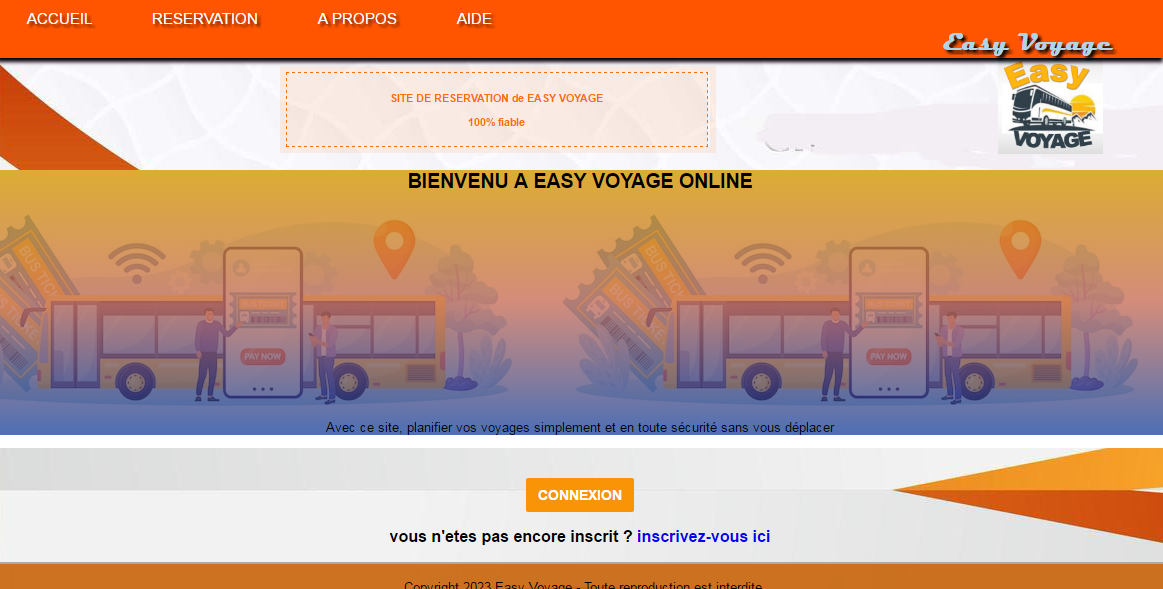 ACCUEIL RESERVATION A PROPOS AIDE
Easy Voyage
Easy
VOYAGE
SITE DE RESERVATION de EASY VOYAGE
100% fiable
BIENVENU A EASY VOYAGE ONLINE
BUS TICKET
BUS TICKET
PAY NOW
BUS TICKET
BUS TICKET
PAY NOW
Avec ce site, planifier vos voyages simplement et en toute sécurité sans vous déplacer
CONNEXION
vous n'etes pas encore inscrit ? inscrivez-vous ici
Copyright 2023 Easy Voyage - Toute reproduction est interdite